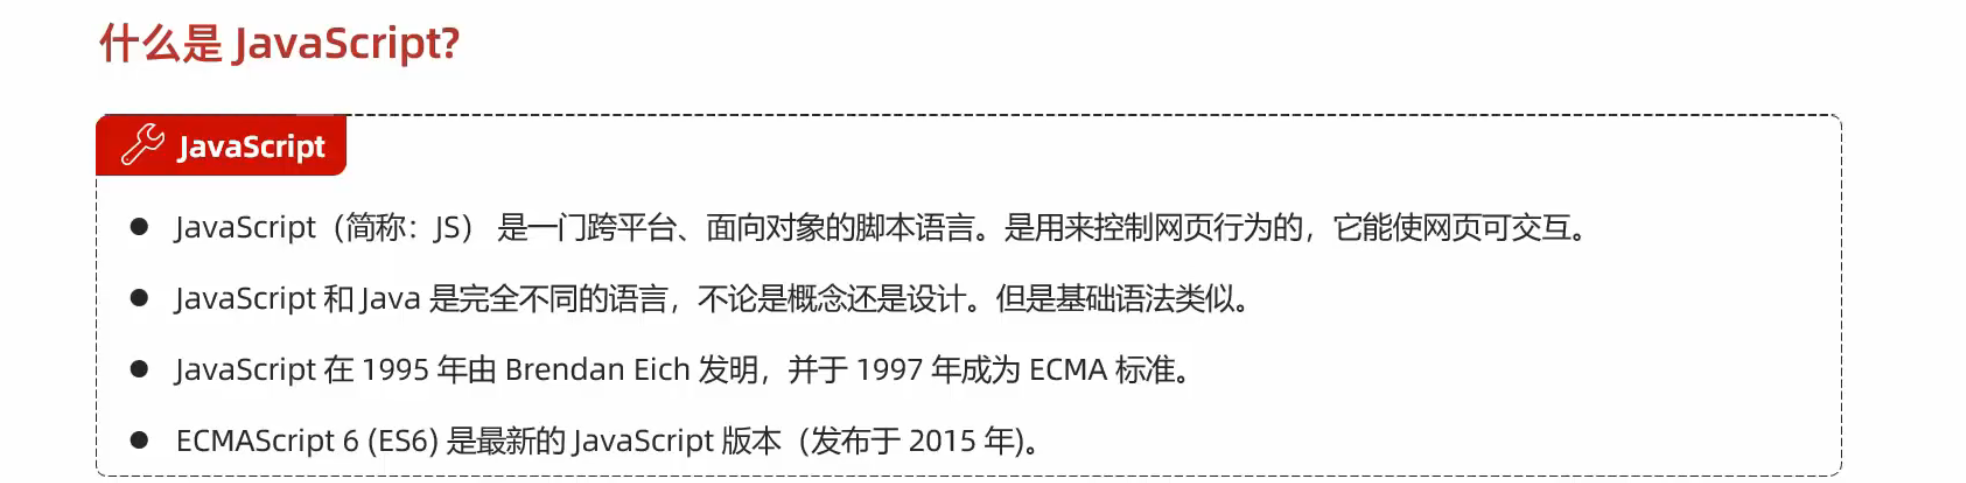 什么是 JavaScript?
JavaScript
JavaScript（简称：JS） 是一门跨平台、面向对象的脚本语言。是用来控制网页行为的，它能使网页可交互。
JavaScript 和 Java 是完全不同的语言，不论是概念还是设计。但是基础语法类似。
JavaScript 在 1995 年由 Brendan Eich 发明，并于 1997 年成为 ECMA 标准。
ECMAScript 6 (ES6) 是最新的 JavaScript 版本（发布于 2015 年)。